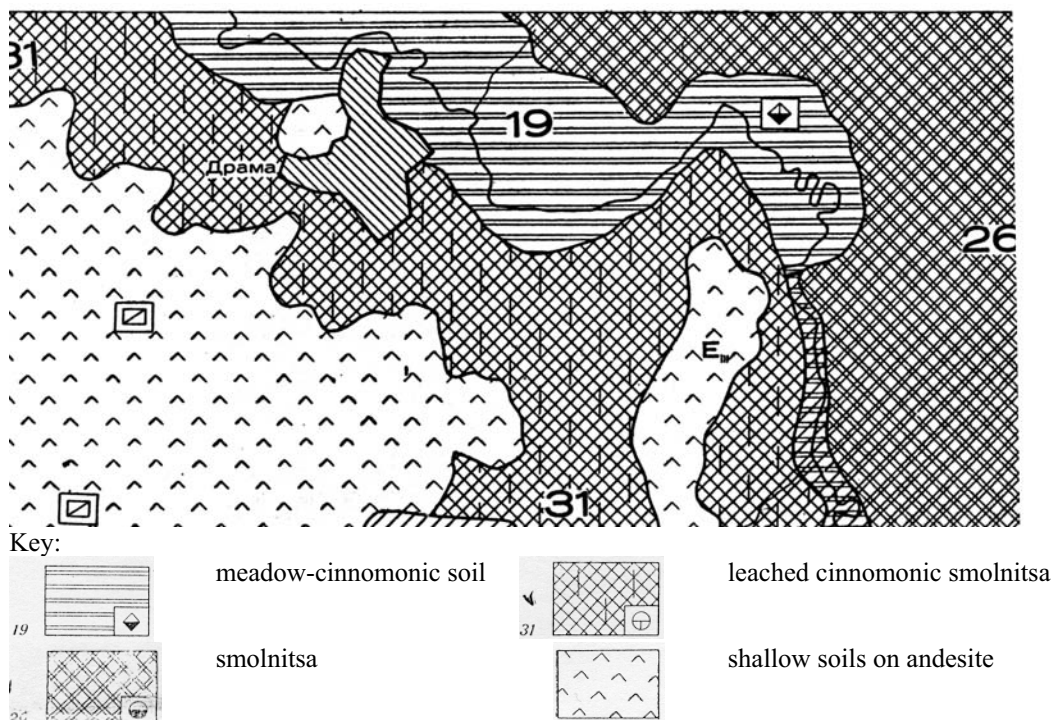 31
19
Драма
26
E III
31
Key:
19 meadow-cinnomonic soil
31 leached cinnomonic smolnitsa
26 smolnitsa
shallow soils on andesite